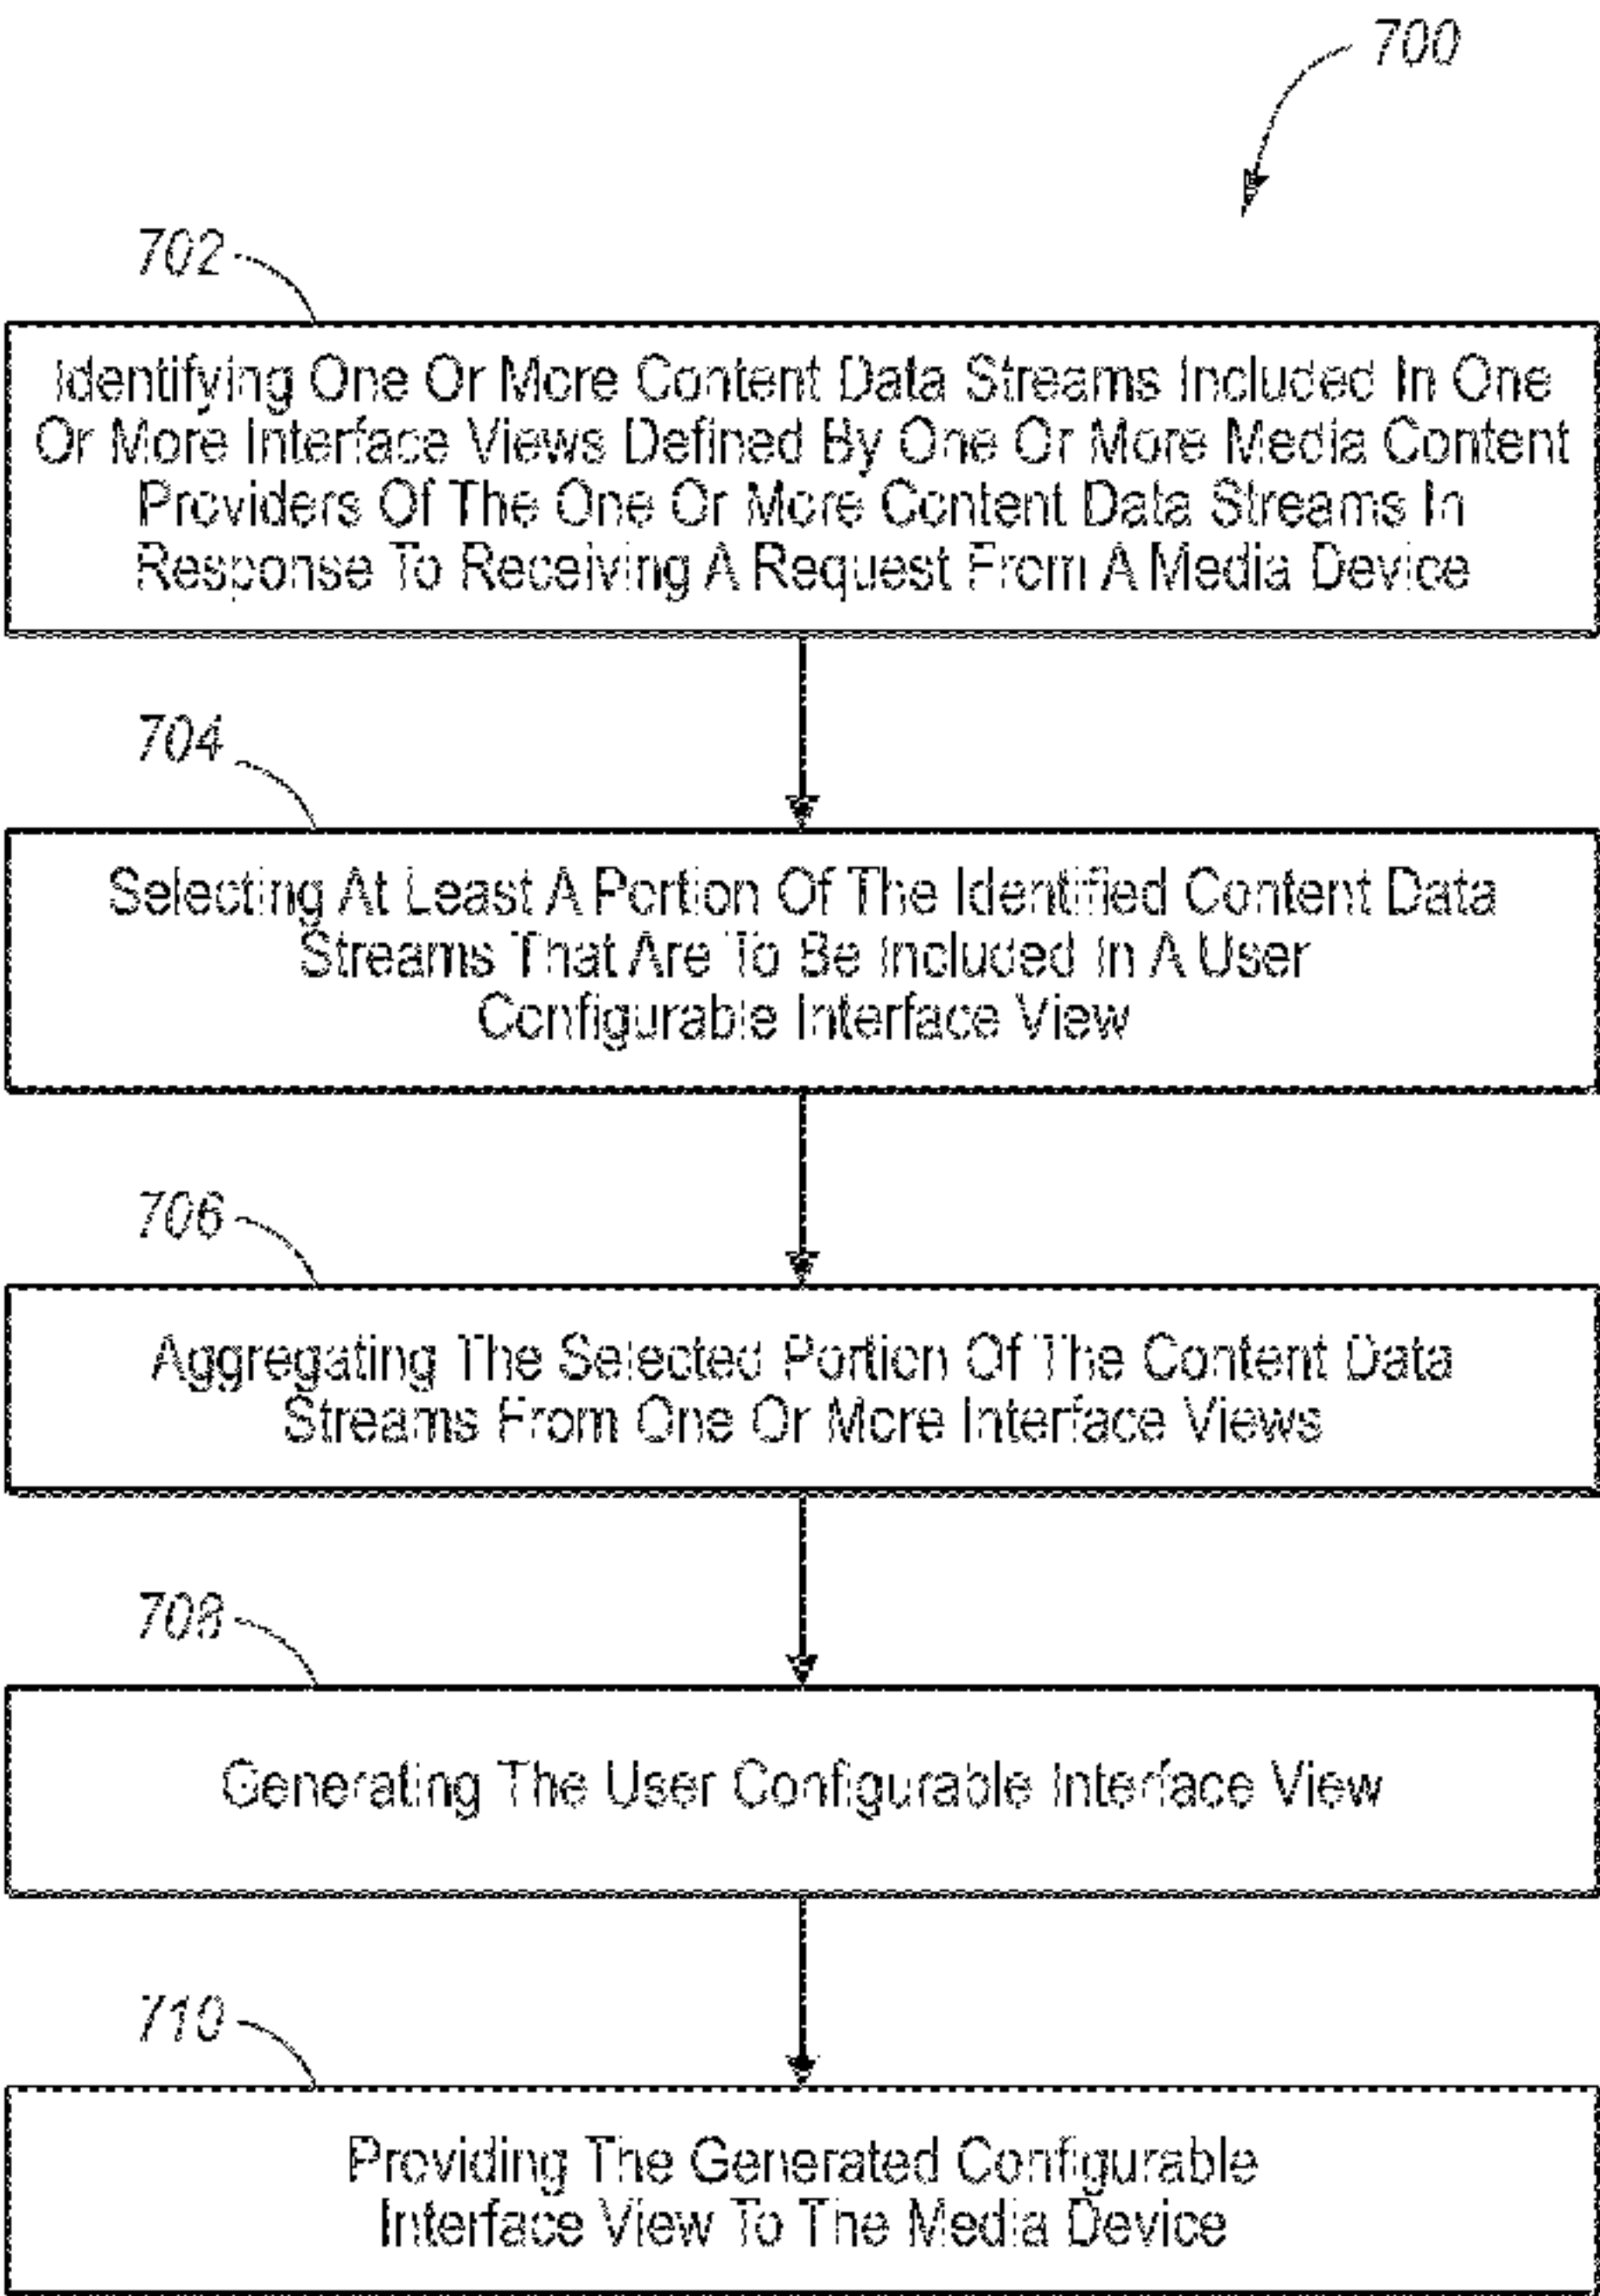 700
702
Identifying One Or More Content Data Streams Included In One
Or More Interface Views Defined By One Or More Media Content
Providers Of The One Or More Content Data Streams In
Response To Receiving A Request From A Media Device
704
Selecting At Least A Portion Of The Identified Content Data
Streams That Are To Be Included In A User
Configurable Interface View
706
Aggregating The Selected Portion Of The Content Data
Streams From One Or More Interface Views
708
Generating The User Configurable Interface View
710
Providing The Generated Configurable
Interface View To The Media Device